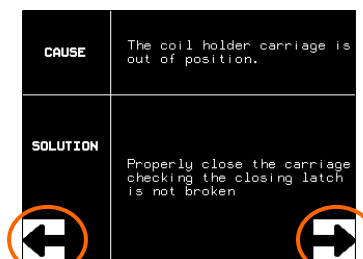 CAUSE
The coil holder carriage is
out of position.
SOLUTION
Properly close the carriage
checking the closing latch
is not broken